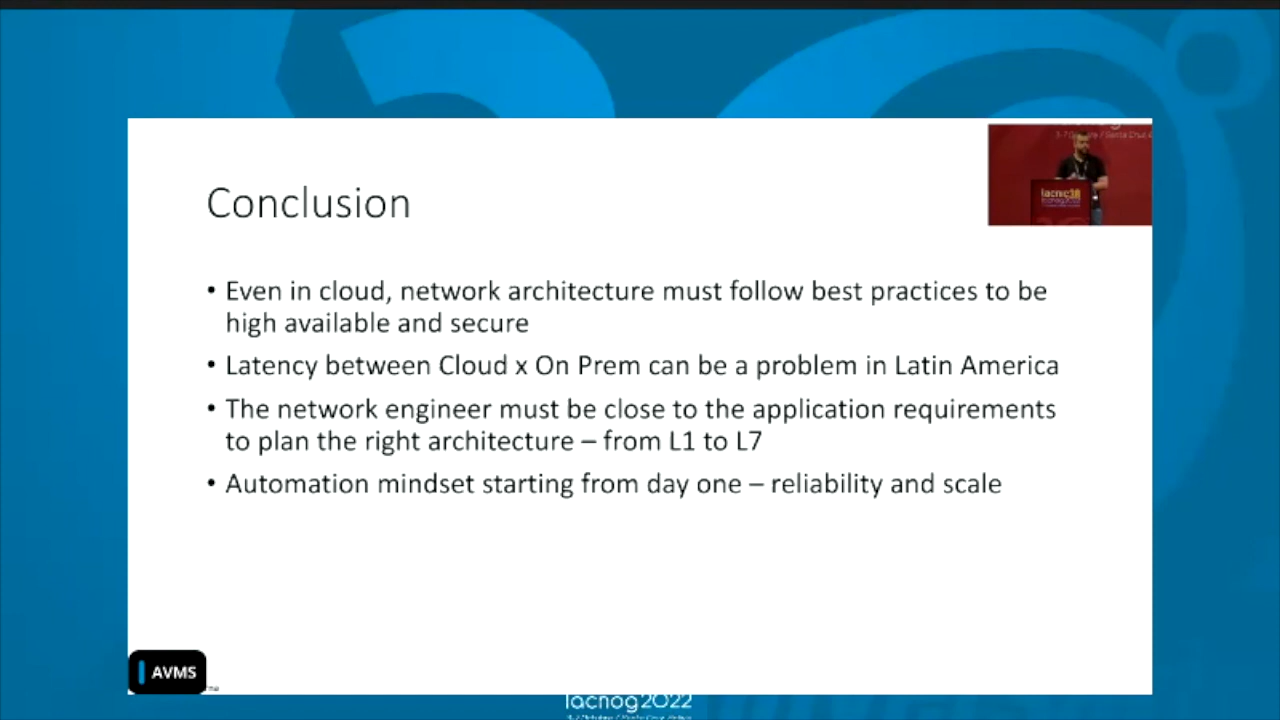 Conclusion
• Even in cloud, network architecture must follow best practices to be
high available and secure
• Latency between Cloud x On Prem can be a problem in Latin America
• The network engineer must be close to the application requirements
to plan the right architecture – from L1 to L7
• Automation mindset starting from day one – reliability and scale
lacnic38
lacnog2022
AVMS
lacnog2022